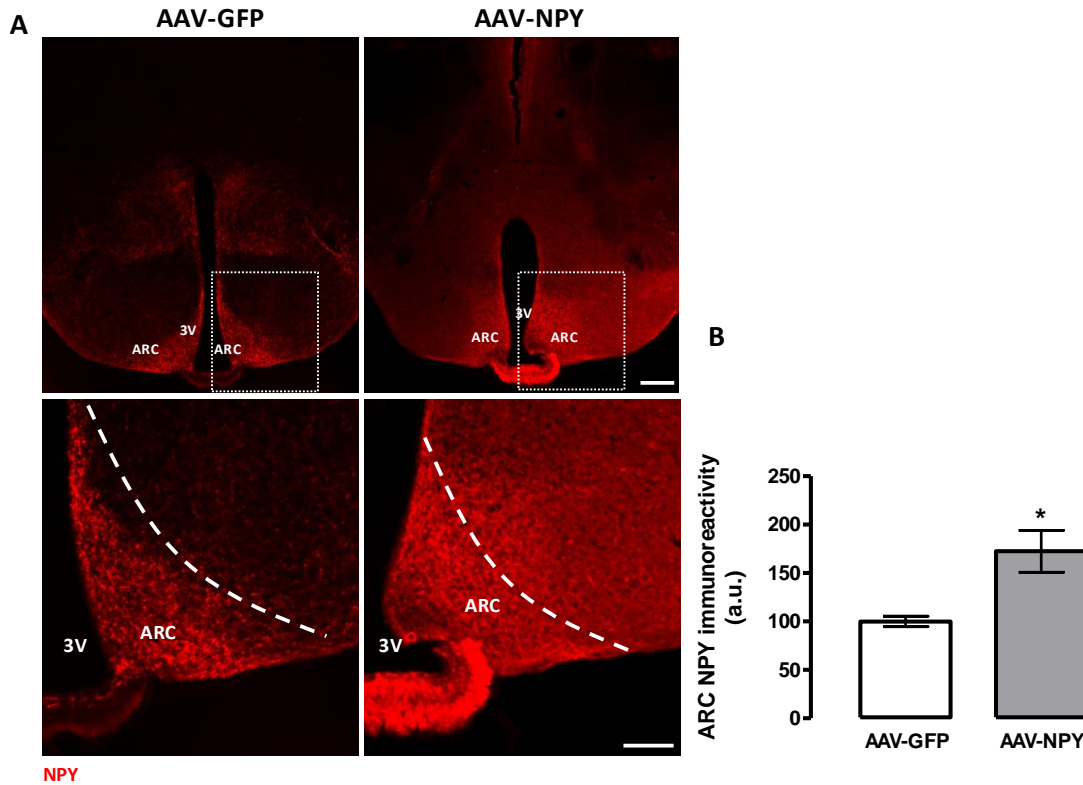 A
AAV-GFP
AAV-NPY
3V
ARC
ARC
3V
ARC
ARC
ARC
3V
ARC
3V
NPY
B
ARC NPY immunoreactivity
(a.u.)
250
200
150
100
50
0
*
AAV-GFP
AAV-NPY